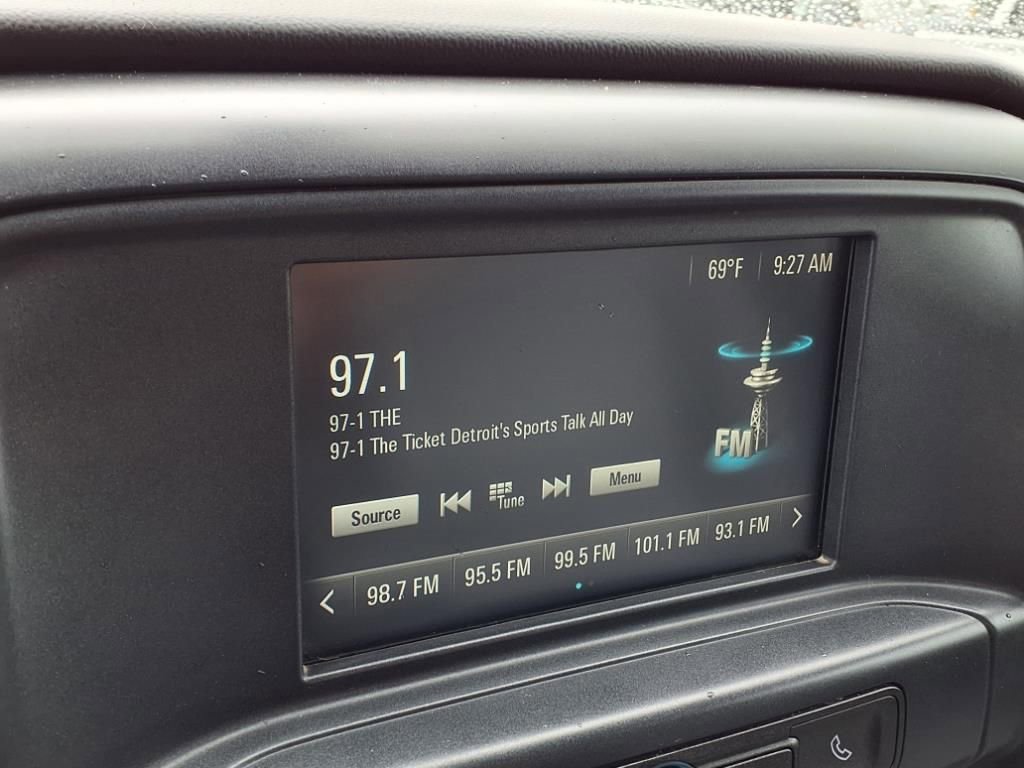 69°F 9:27 AM
97.1
97-1 THE
97-1 The Ticket Detroit's Sports Talk All Day
FM
Source Tune Menu
98.7 FM 95.5 FM 99.5 FM 101.1 FM 93.1 FM